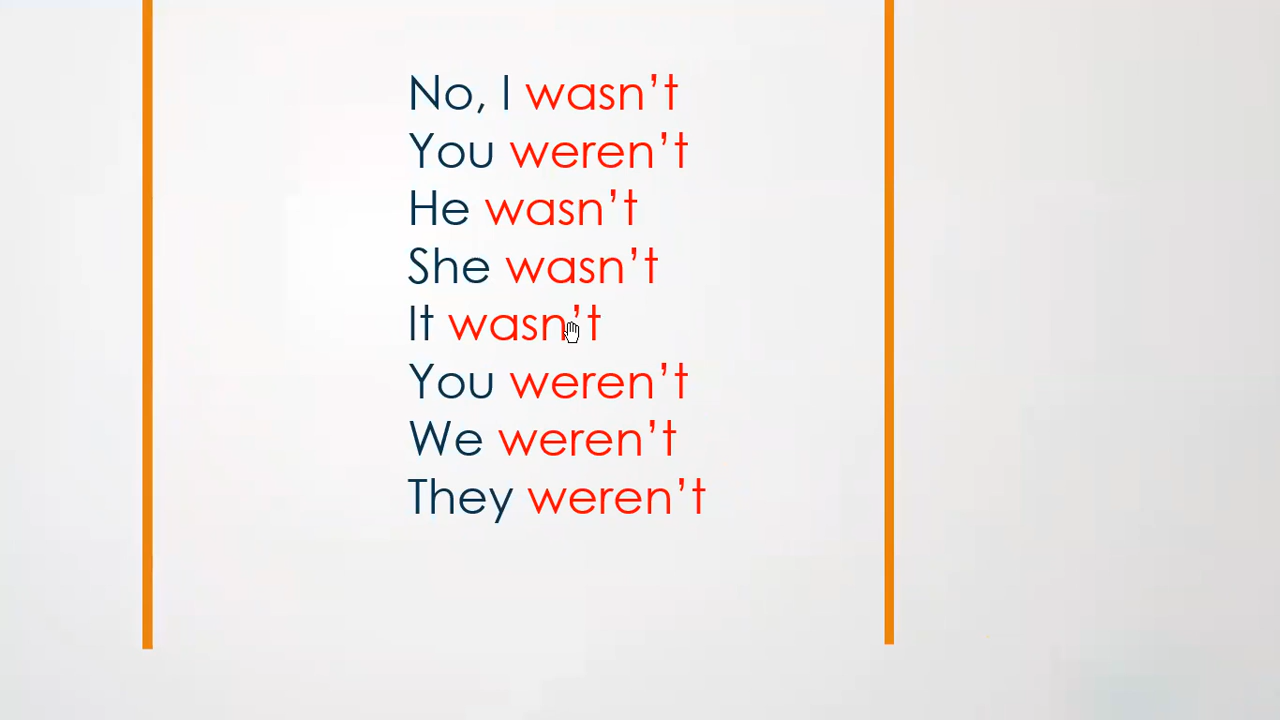 No, I wasn’t
You weren’t
He wasn’t
She wasn’t
It wasn’t
You weren’t
We weren’t
They weren’t